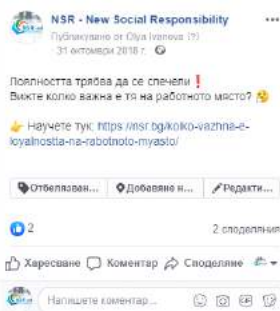 NSR - New Social Responsibility
Публикувано от Olya Ivanova [?]
· 31 октомври 2018 г. ·
Лоялността трябва да се спечели❗
Вижте колко важна е тя на работното място? 🤔
👉 Научете тук: https://nsr.bg/kolko-vazhna-e-
loyalnostta-na-rabotnoto-myasto/
Отбелязван... Добавяне н... Редакти...
2 2 споделяния
Харесване Коментар Споделяне
Напишете коментар...